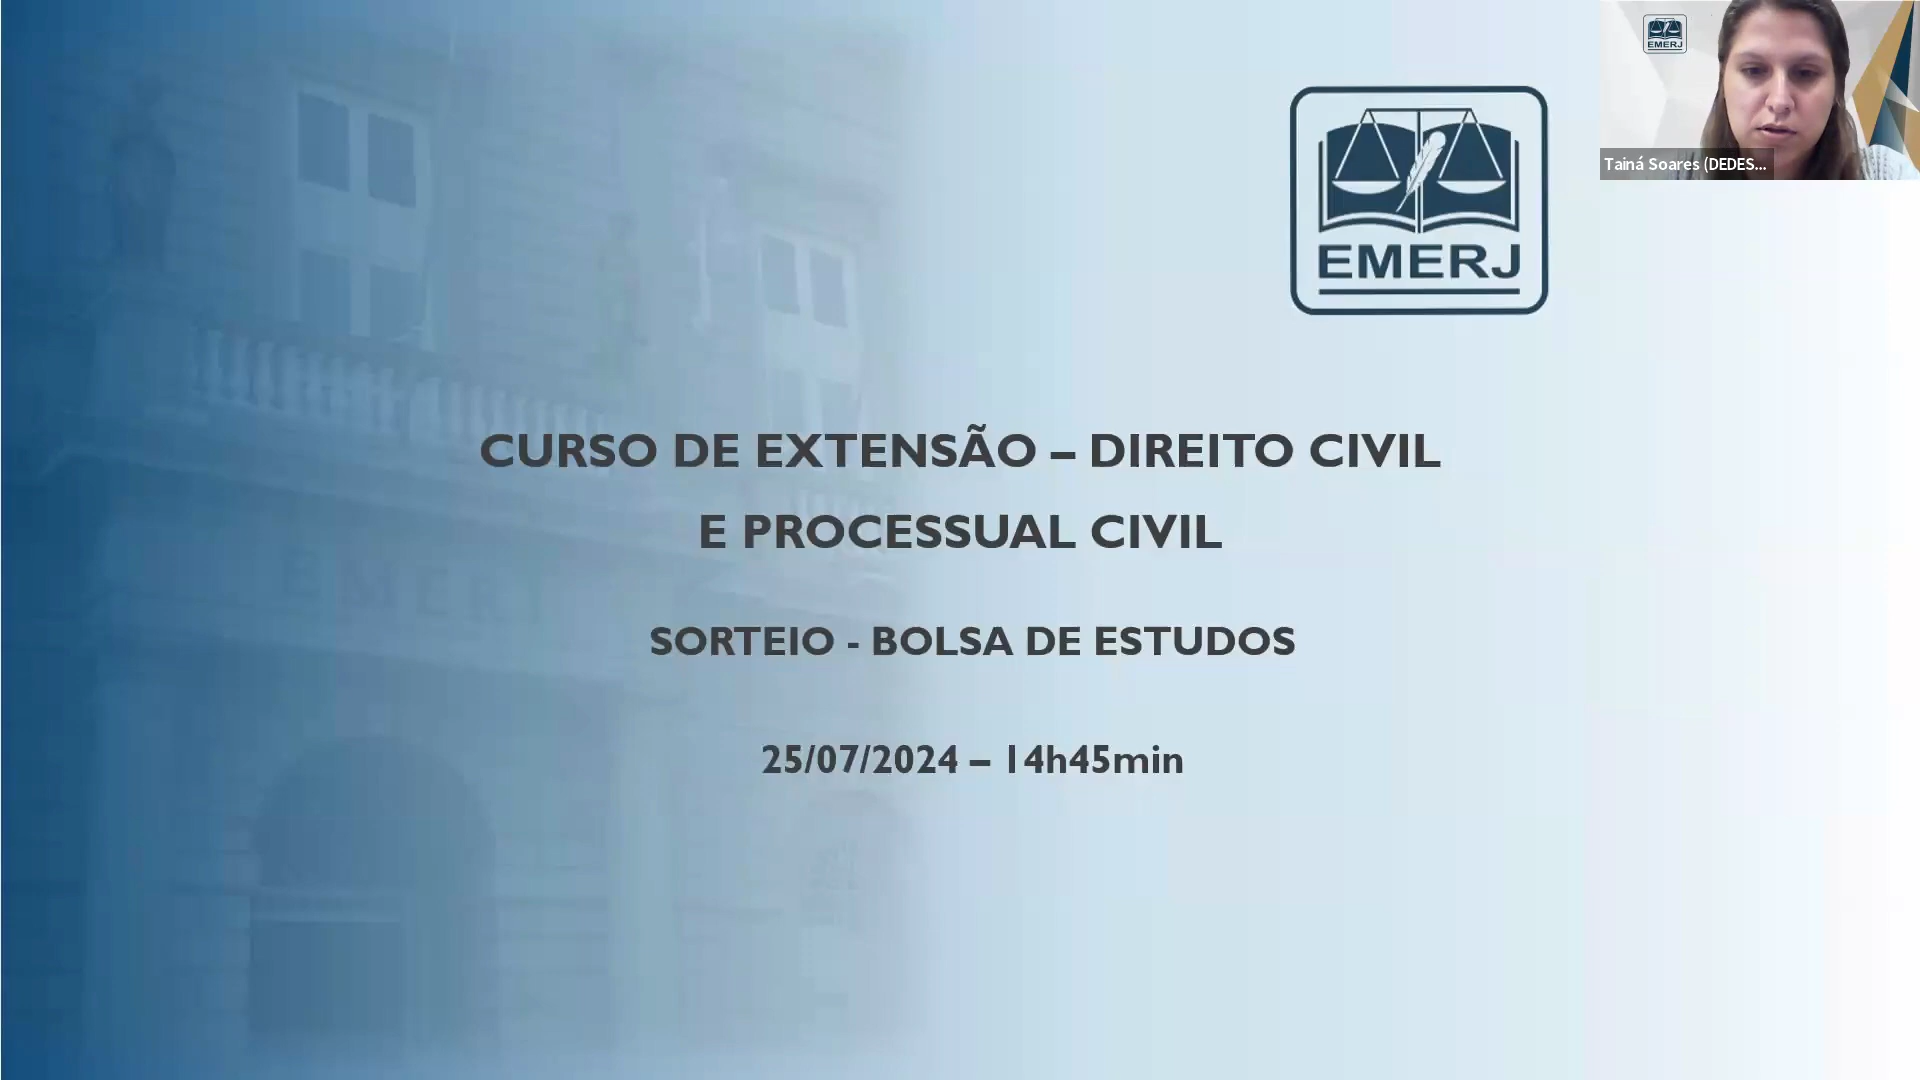 EMERJ
Tainá Soares (DEDES...
EMERJ
CURSO DE EXTENSÃO – DIREITO CIVIL
E PROCESSUAL CIVIL
SORTEIO - BOLSA DE ESTUDOS
25/07/2024 – 14h45min
EMERJ